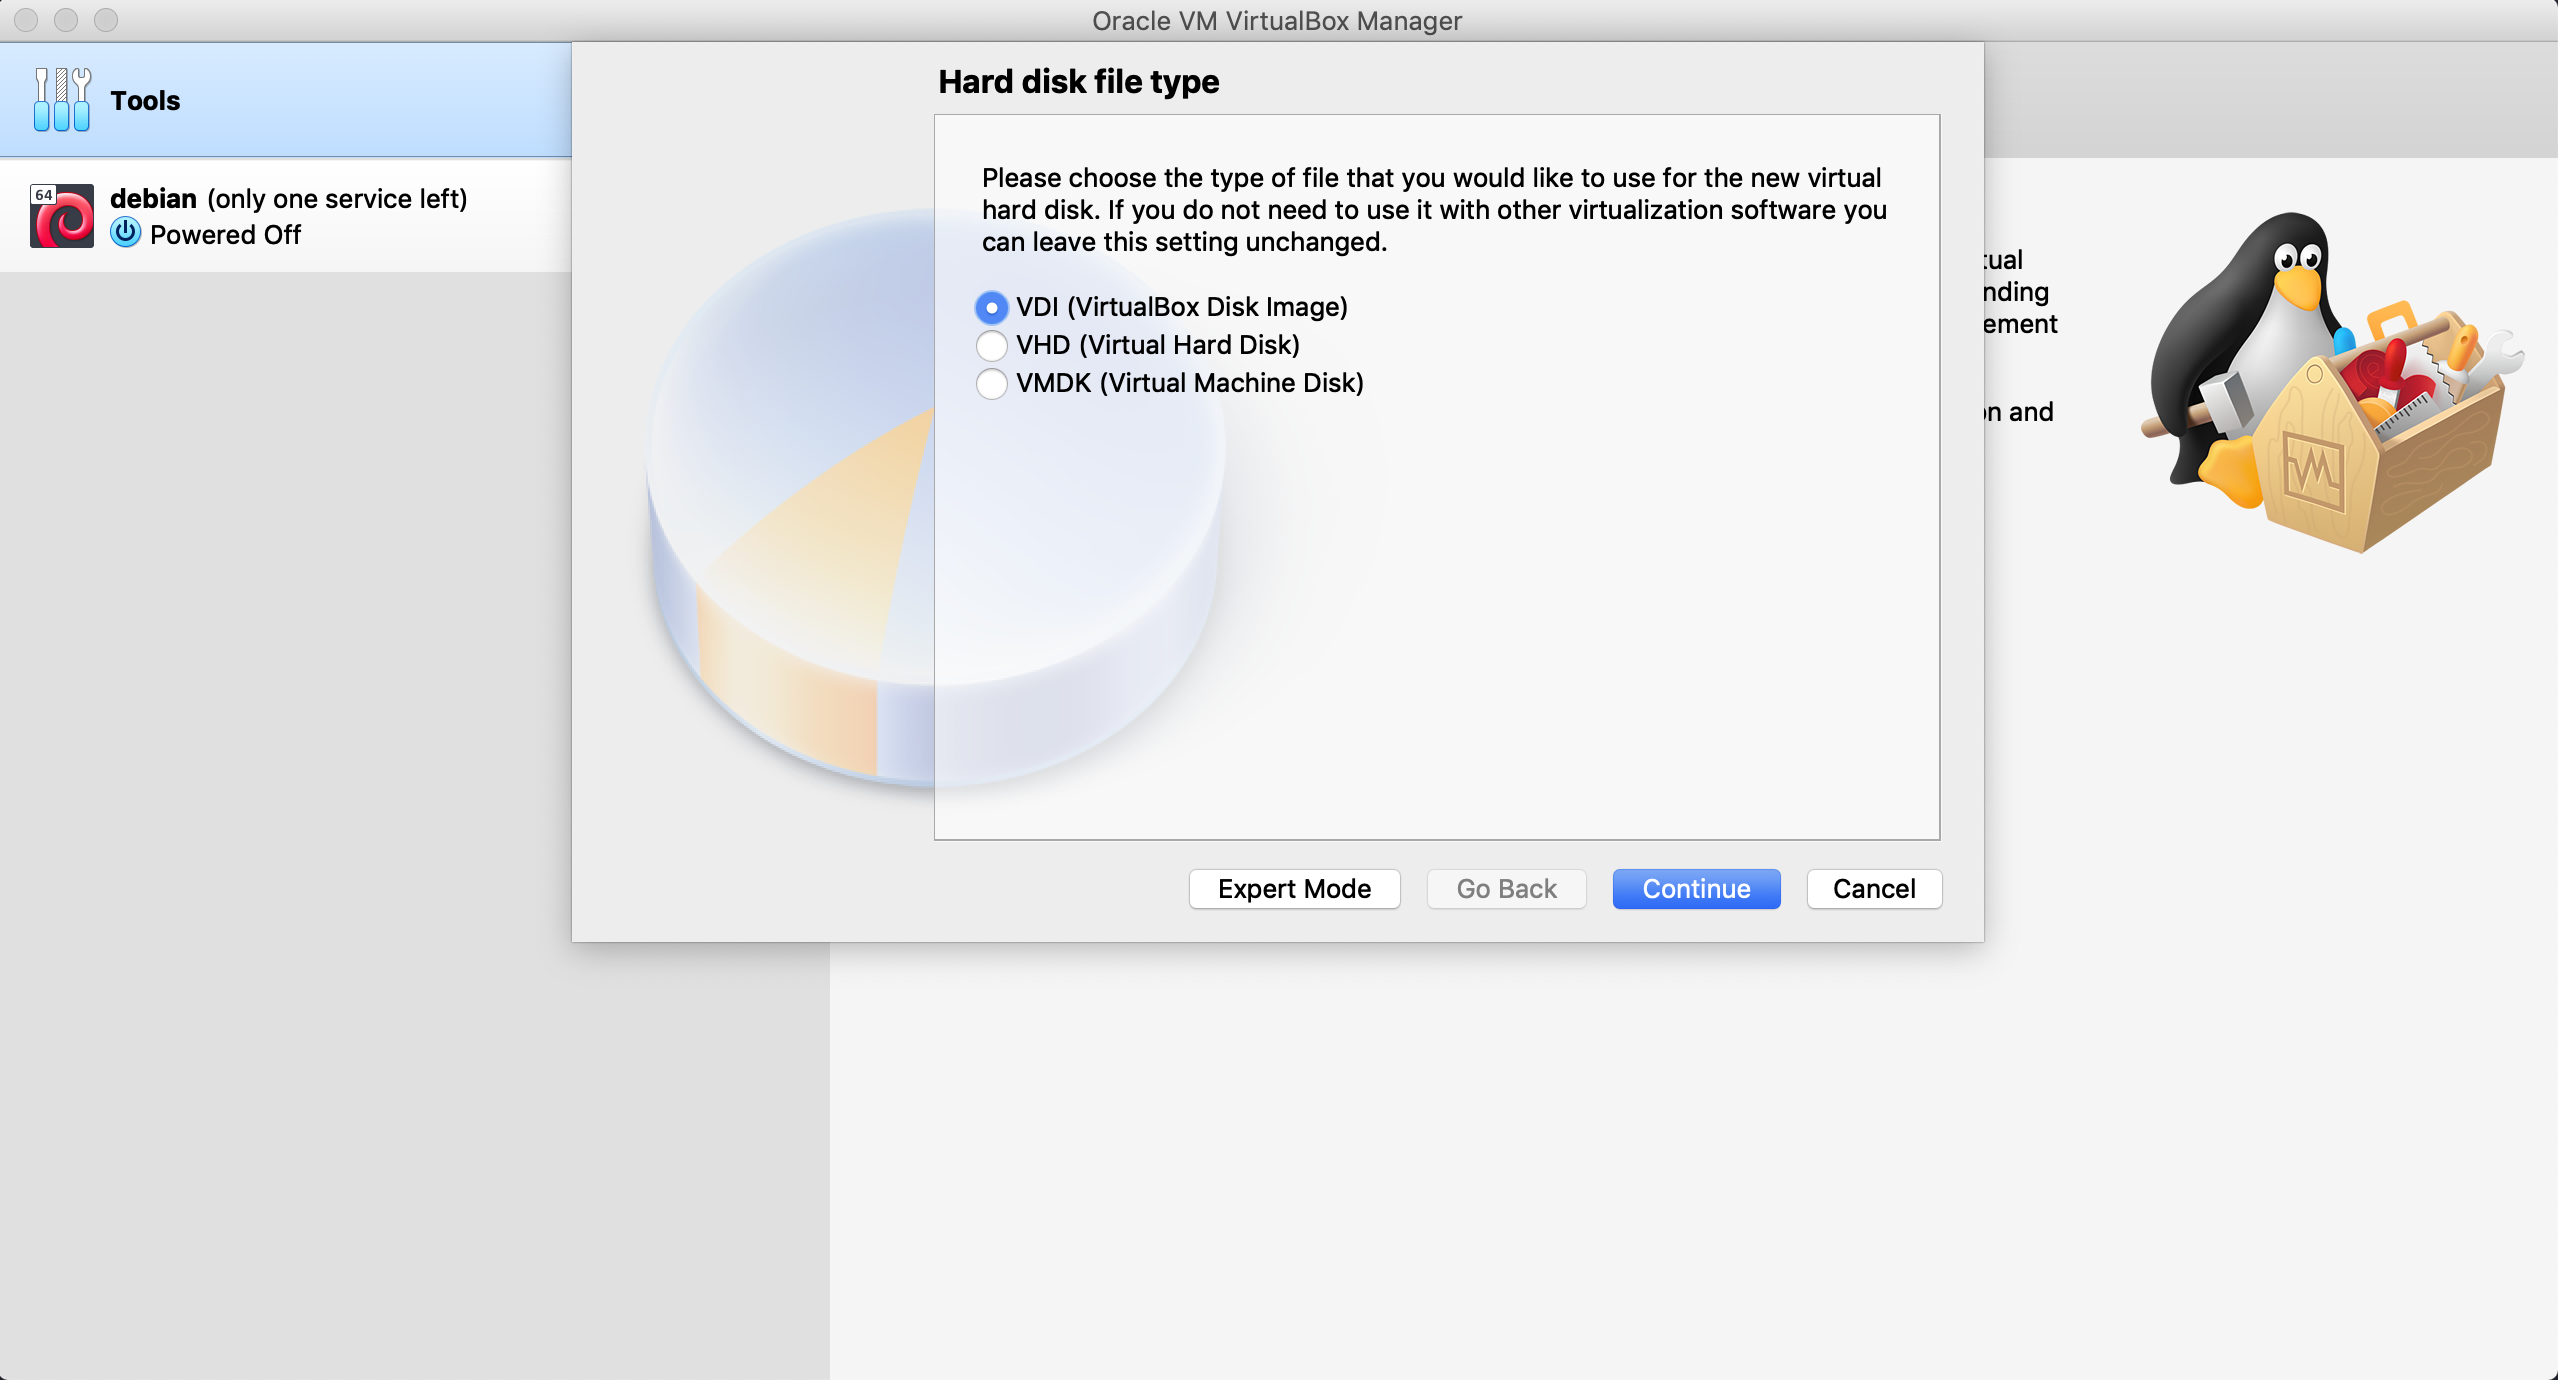 Oracle VM VirtualBox Manager
Tools
64
debian (only one service left)
Powered Off
Hard disk file type
Please choose the type of file that you would like to use for the new virtual
hard disk. If you do not need to use it with other virtualization software you
can leave this setting unchanged.
VDI (VirtualBox Disk Image)
VHD (Virtual Hard Disk)
VMDK (Virtual Machine Disk)
Expert Mode
Go Back
Continue
Cancel
tual
nding
ement
on and